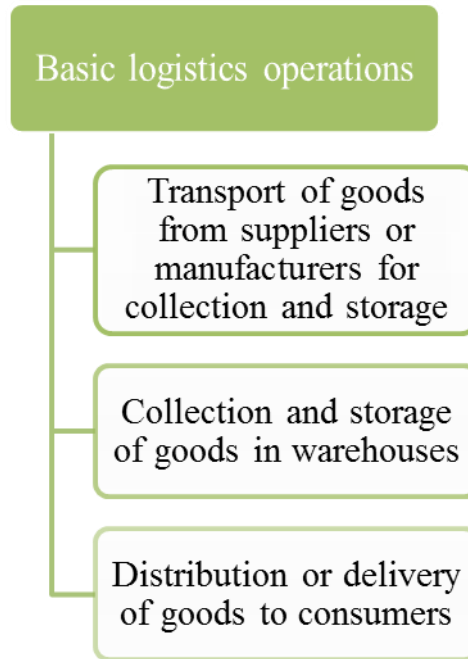 Basic logistics operations
Transport of goods
from suppliers or
manufacturers for
collection and storage
Collection and storage
of goods in warehouses
Distribution or delivery
of goods to consumers